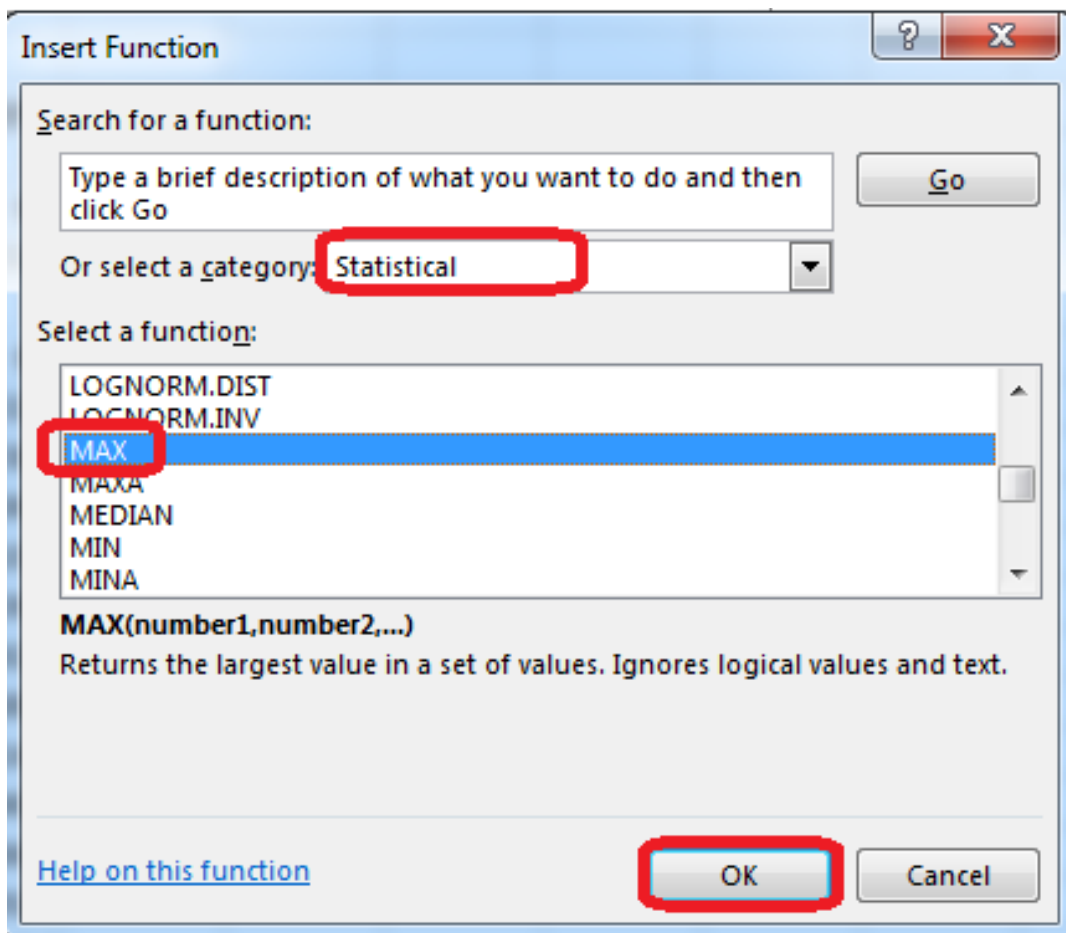 Insert Function
?
X
Search for a function:
Type a brief description of what you want to do and then
click Go
Go
Or select a category: Statistical
Select a function:
LOGNORM.DIST
LOGNORM.INV
MAX
MAXA
MEDIAN
MIN
MINA
MAX(number1,number2,...)
Returns the largest value in a set of values. Ignores logical values and text.
Help on this function
OK
Cancel